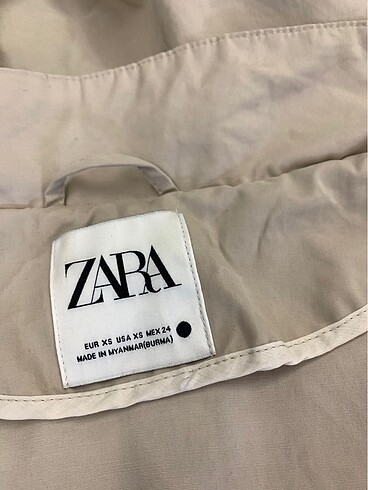 ZARA
EUR XS USA XS MEX 24
MADE IN MYANMAR(BURMA)